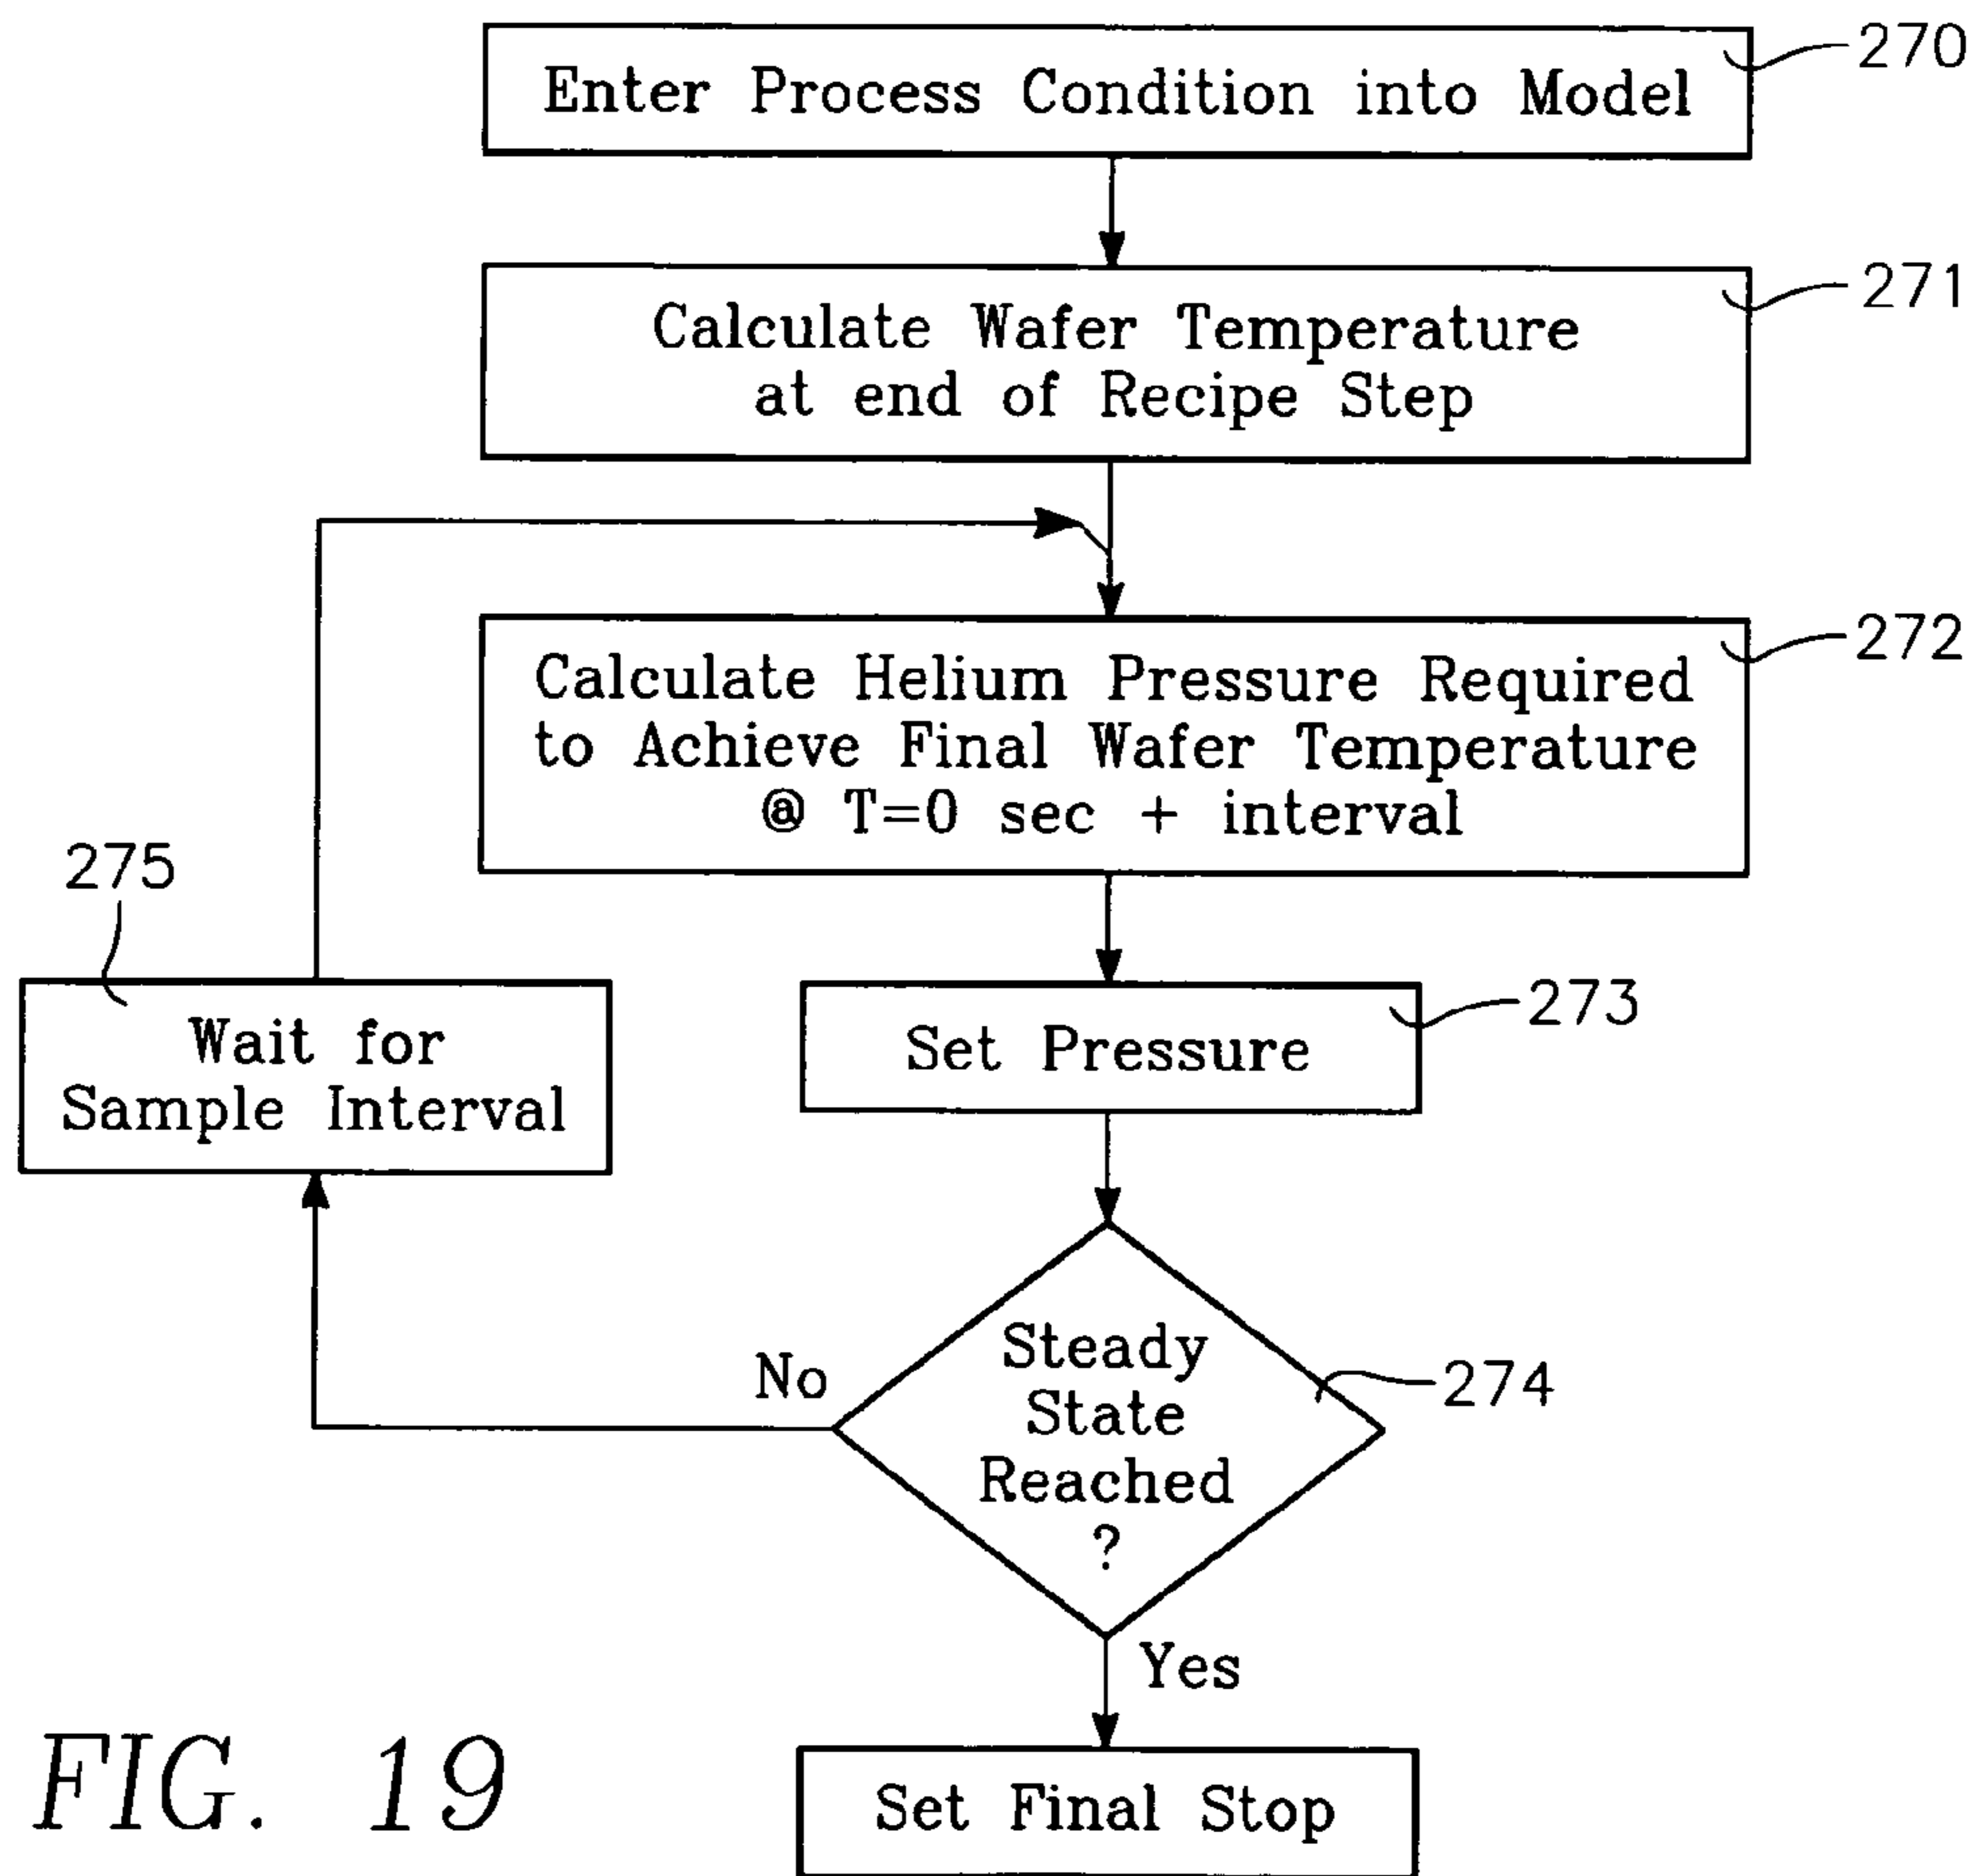 Enter Process Condition into Model
270
Calculate Wafer Temperature
at end of Recipe Step
271
Calculate Helium Pressure Required
to Achieve Final Wafer Temperature
@ T=0 sec + interval
272
275
Wait for
Sample Interval
Set Pressure
273
Steady
State
Reached
?
274
No
Yes
Set Final Stop
FIG. 19